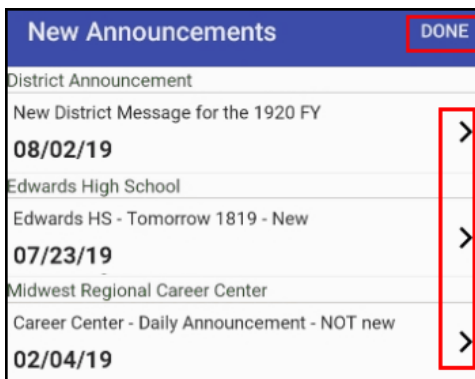 New Announcements DONE
District Announcement
New District Message for the 1920 FY
08/02/19
Edwards High School
Edwards HS - Tomorrow 1819 - New
07/23/19
Midwest Regional Career Center
Career Center - Daily Announcement - NOT new
02/04/19